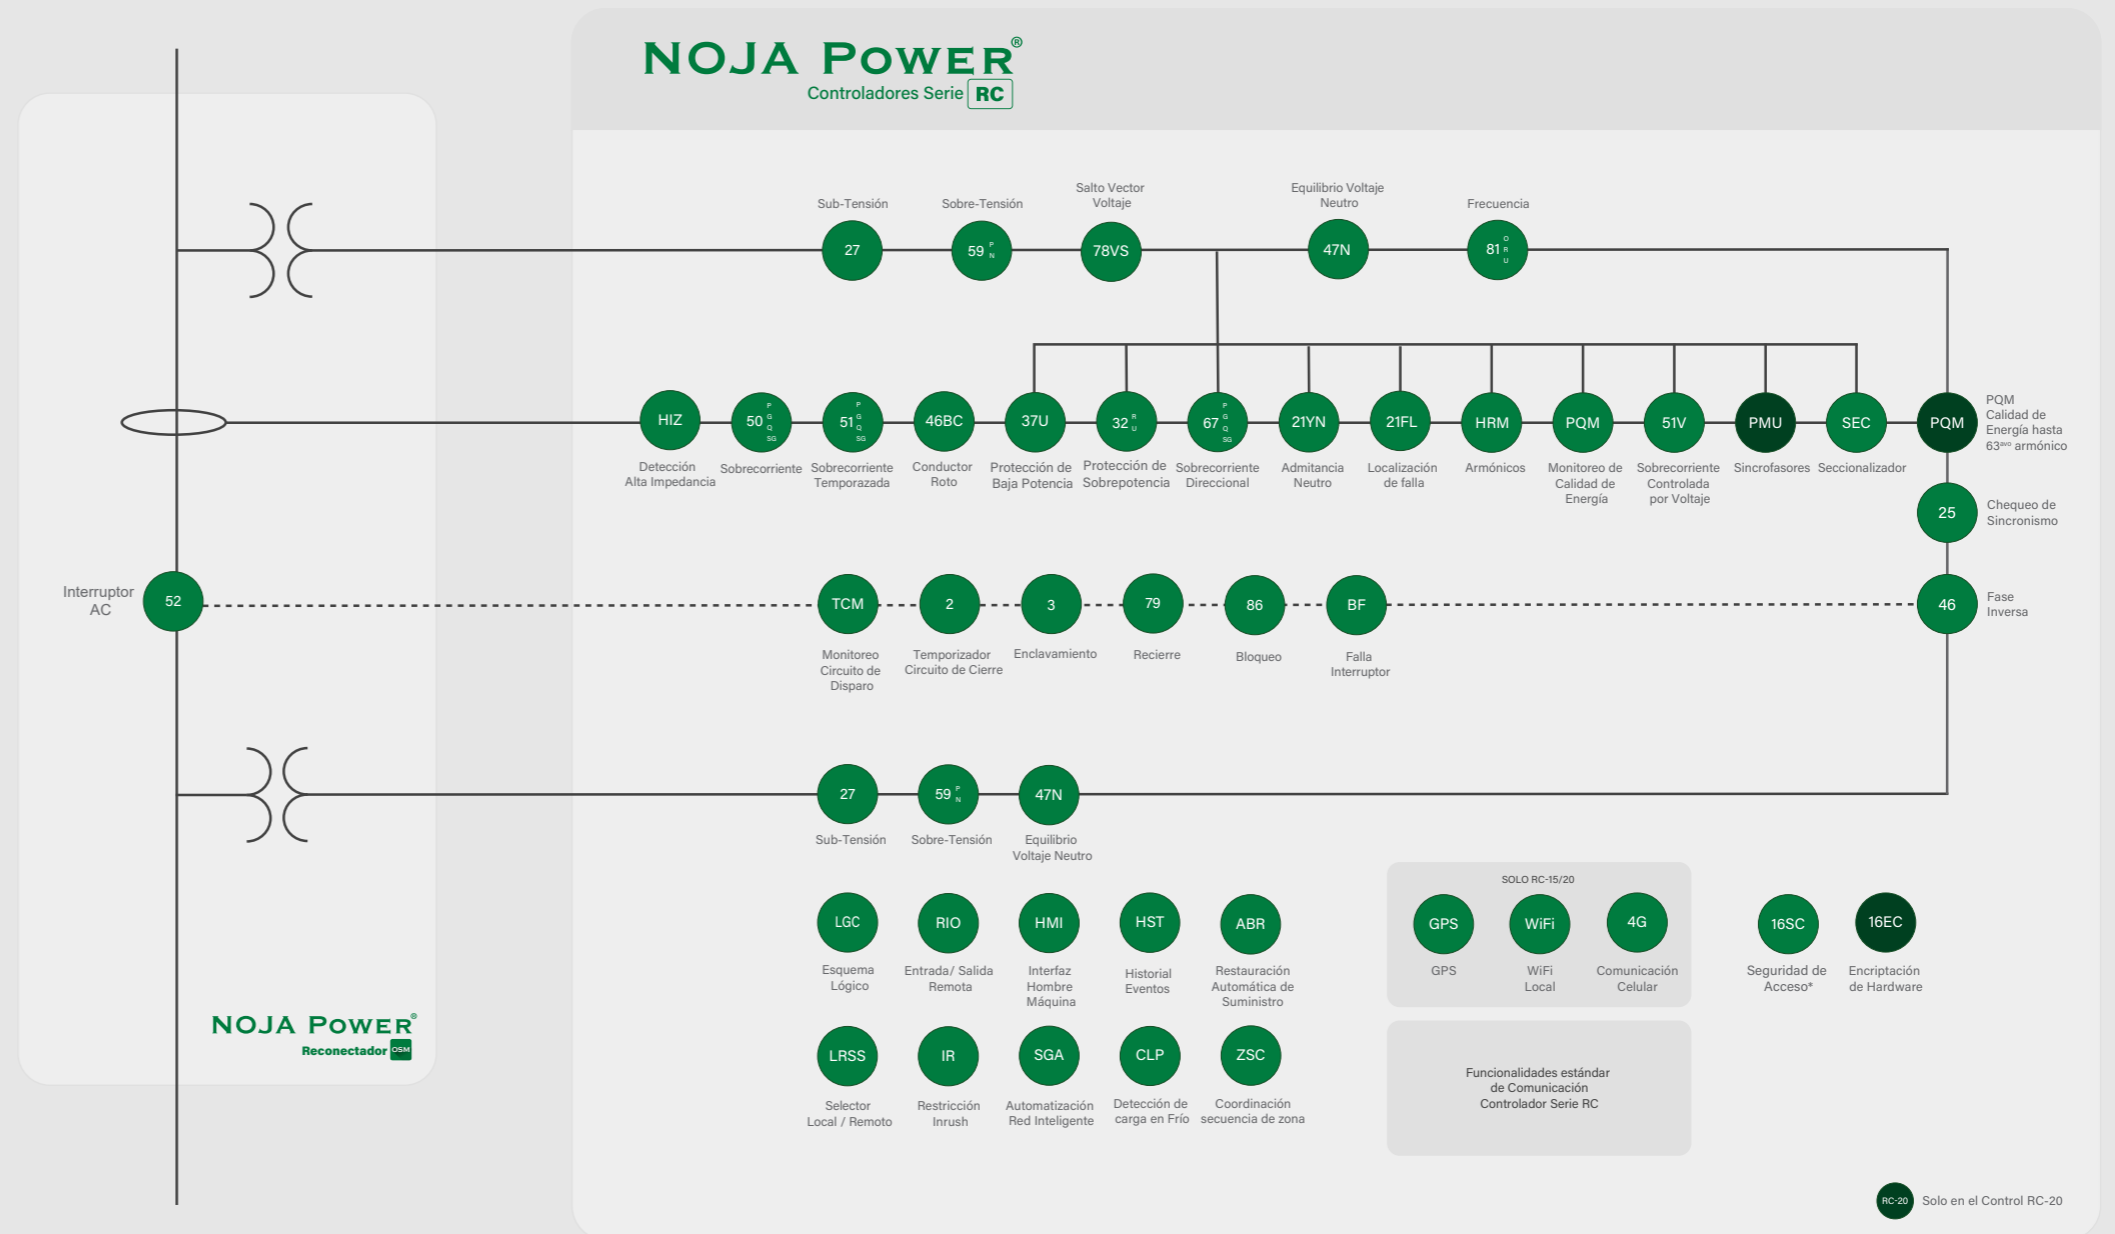 NOJA POWER®
Controladores Serie RC
Sub-Tensión
Sobre-Tensión
Salto Vector
Voltaje
Equilibrio Voltaje
Neutro
Frecuencia
27
59 P N
78VS
47N
81 O R U
HIZ
50 P G Q SG
51 P G Q SG
46BC
37U
32 R U
67 P G Q SG
21YN
21FL
HRM
PQM
51V
PMU
SEC
PQM
PQM
Calidad de
Energía hasta
63avo armónico
Detección
Alta Impedancia
Sobrecorriente
Sobrecorriente
Temporazada
Conductor
Roto
Protección de
Baja Potencia
Protección de
Sobrepotencia
Sobrecorriente
Direccional
Admitancia
Neutro
Localización
de falla
Armónicos
Monitoreo de
Calidad de
Energía
Sobrecorriente
Controlada
por Voltaje
Sincrofasores
Seccionalizador
25
Chequeo de
Sincronismo
Interruptor
AC
52
TCM
2
3
79
86
BF
46
Fase
Inversa
Monitoreo
Circuito de
Disparo
Temporizador
Circuito de Cierre
Enclavamiento
Recierre
Bloqueo
Falla
Interruptor
27
59 P N
47N
Sub-Tensión
Sobre-Tensión
Equilibrio
Voltaje Neutro
LGC
RIO
HMI
HST
ABR
Esquema
Lógico
Entrada/ Salida
Remota
Interfaz
Hombre
Máquina
Historial
Eventos
Restauración
Automática de
Suministro
SOLO RC-15/20
GPS
WiFi
4G
GPS
WiFi
Local
Comunicación
Celular
16SC
16EC
Seguridad de
Acceso*
Encriptación
de Hardware
NOJA POWER®
Reconectador OSM
LRSS
IR
SGA
CLP
ZSC
Selector
Local / Remoto
Restricción
Inrush
Automatización
Red Inteligente
Detección de
carga en Frío
Coordinación
secuencia de zona
Funcionalidades estándar
de Comunicación
Controlador Serie RC
RC-20
Solo en el Control RC-20